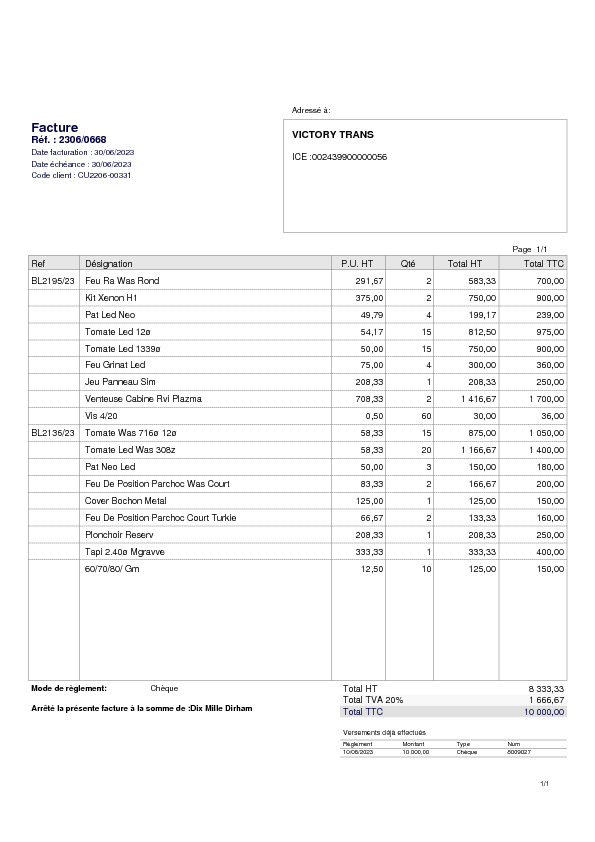 Adressé à:
Facture
Réf. : 2306/0668
Date facturation : 30/06/2023
Date échéance : 30/06/2023
Code client : CU2206-00331
VICTORY TRANS
ICE :002439900000056
Page 1/1
Ref Désignation P.U. HT Qté Total HT Total TTC
BL2195/23 Feu Ra Was Rond 291,67 2 583,33 700,00
Kit Xenon H1 375,00 2 750,00 900,00
Pat Led Neo 49,79 4 199,17 239,00
Tomate Led 12ø 54,17 15 812,50 975,00
Tomate Led 1339ø 50,00 15 750,00 900,00
Feu Grinat Led 75,00 4 300,00 360,00
Jeu Panneau Sim 208,33 1 208,33 250,00
Venteuse Cabine Rvi Plazma 708,33 2 1 416,67 1 700,00
Vis 4/20 0,50 60 30,00 36,00
BL2136/23 Tomate Was 716ø 12ø 58,33 15 875,00 1 050,00
Tomate Led Was 308z 58,33 20 1 166,67 1 400,00
Pat Neo Led 50,00 3 150,00 180,00
Feu De Position Parchoc Was Court 83,33 2 166,67 200,00
Cover Bochon Metal 125,00 1 125,00 150,00
Feu De Position Parchoc Court Turkie 66,67 2 133,33 160,00
Plonchoir Reserv 208,33 1 208,33 250,00
Tapi 2.40ø Mgravve 333,33 1 333,33 400,00
60/70/80/ Gm 12,50 10 125,00 150,00
Mode de règlement: Chèque
Total HT 8 333,33
Total TVA 20% 1 666,67
Arrêté la présente facture à la somme de :Dix Mille Dirham
Total TTC 10 000,00
Versements déjà effectués
Règlement Montant Type Num
10/08/2023 10 000,00 Chèque 8009027
1/1